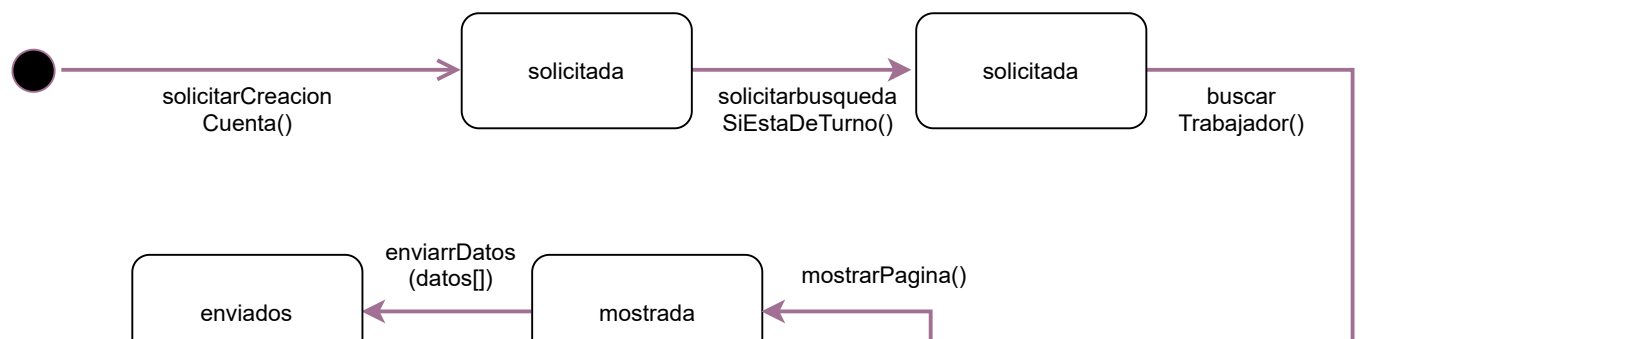 solicitada
solicitada
solicitarCreacion
Cuenta()
solicitarbusqueda
SiEstaDeTurno()
buscar
Trabajador()
enviarrDatos
(datos[])
mostrarPagina()
enviados
mostrada